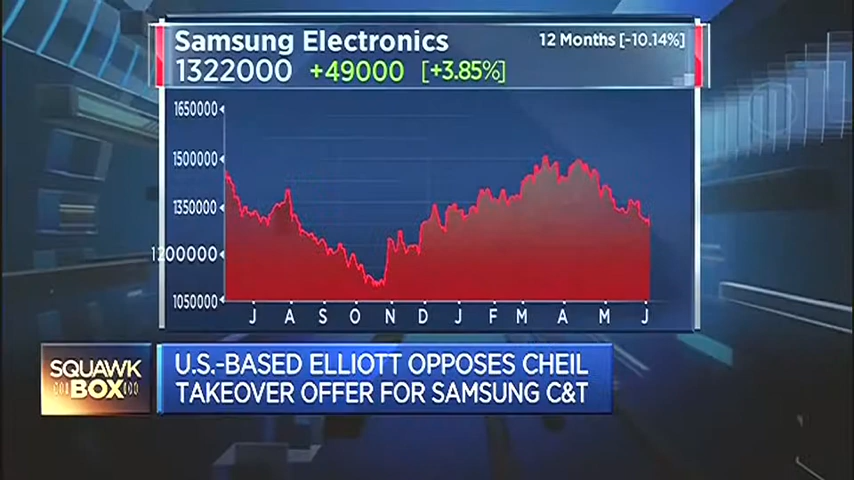 Samsung Electronics
12 Months [-10.14%]
1322000 +49000 [+3.85%]
1650000
1500000
1350000
1200000
1050000
J A S O N D J F M A M J
SQUAWK
BOX
U.S.-BASED ELLIOTT OPPOSES CHEIL
TAKEOVER OFFER FOR SAMSUNG C&T